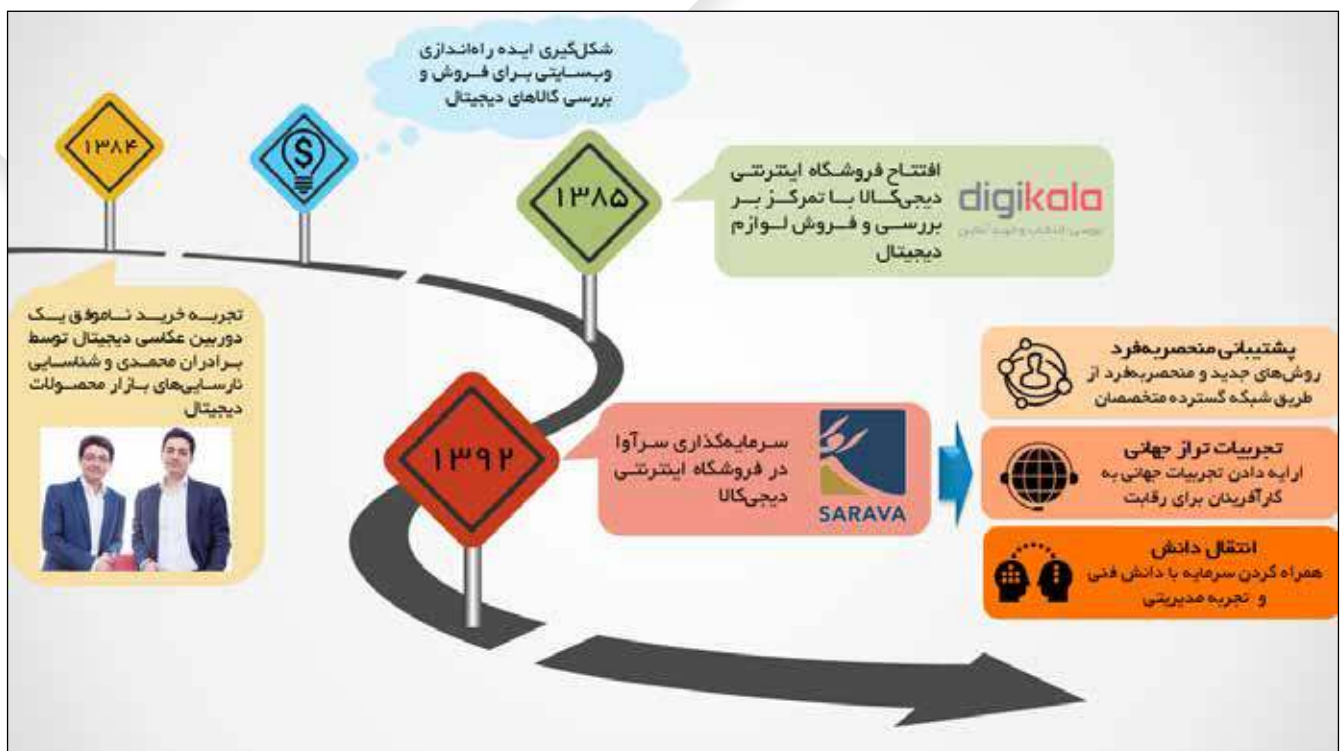 شکل‌گیری ایده راه‌اندازی
وبسایتی برای فروش و
بررسی کالاهای دیجیتال
۱۳۸۴
$
۱۳۸۵
افتتاح فروشگاه اینترنتی
دیجی‌کالا با تمرکز بر
بررسی و فروش لوازم
دیجیتال
digikala
بررسی، انتخاب و خرید آنلاین
تجربه خرید ناموفق یک
دوربین عکاسی دیجیتال توسط
برادران محمدی و شناسایی
نارسایی‌های بازار محصولات
دیجیتال
۱۳۹۲
سرمایه‌گذاری سرآوا
در فروشگاه اینترنتی
دیجی‌کالا
SARAVA
پشتیبانی منحصربه‌فرد
روش‌های جدید و منحصربه‌فرد از
طریق شبکه گسترده متخصصان
تجربیات تراز جهانی
ارایه دادن تجربیات جهانی به
کارآفرینان برای رقابت
انتقال دانش
همراه کردن سرمایه با دانش فنی
و تجربه مدیریتی